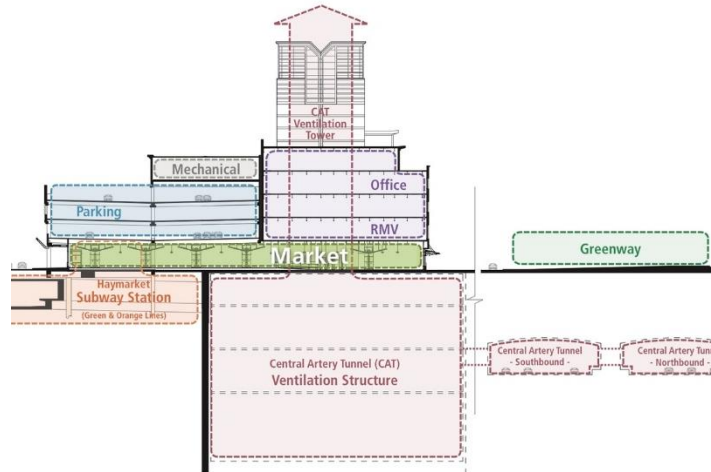 CAT
Ventilation
Tower
Mechanical
Office
Parking
RMV
Market
Greenway
Haymarket
Subway Station
(Green & Orange Lines)
Central Artery Tunnel (CAT)
Ventilation Structure
Central Artery Tunnel
- Southbound -
Central Artery Tun
- Northbound -